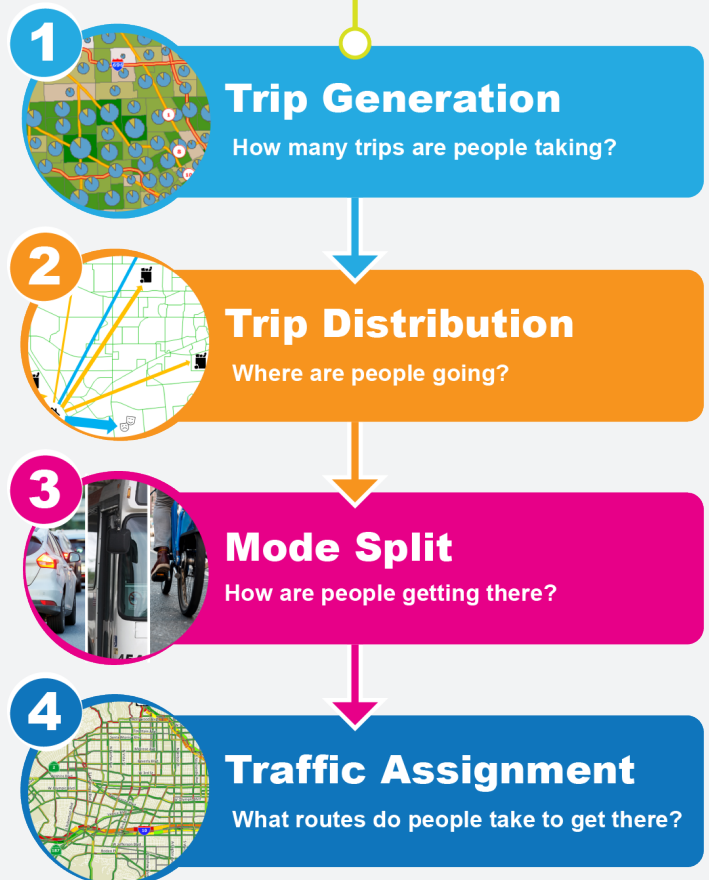 1
Trip Generation
How many trips are people taking?
2
Trip Distribution
Where are people going?
3
Mode Split
How are people getting there?
4
Traffic Assignment
What routes do people take to get there?